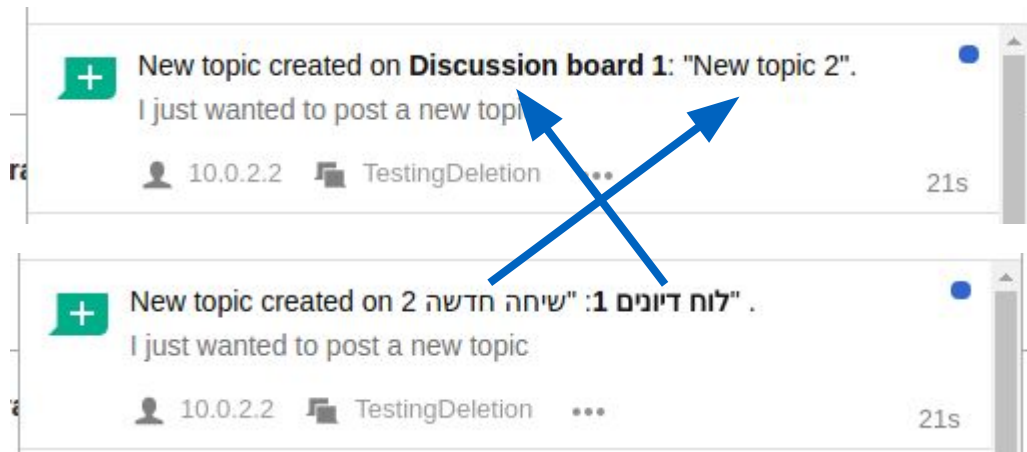 New topic created on Discussion board 1: "New topic 2".
I just wanted to post a new topic
10.0.2.2 TestingDeletion •••
21s
New topic created on לוח דיונים 1: "שיחה חדשה 2".
I just wanted to post a new topic
10.0.2.2 TestingDeletion •••
21s